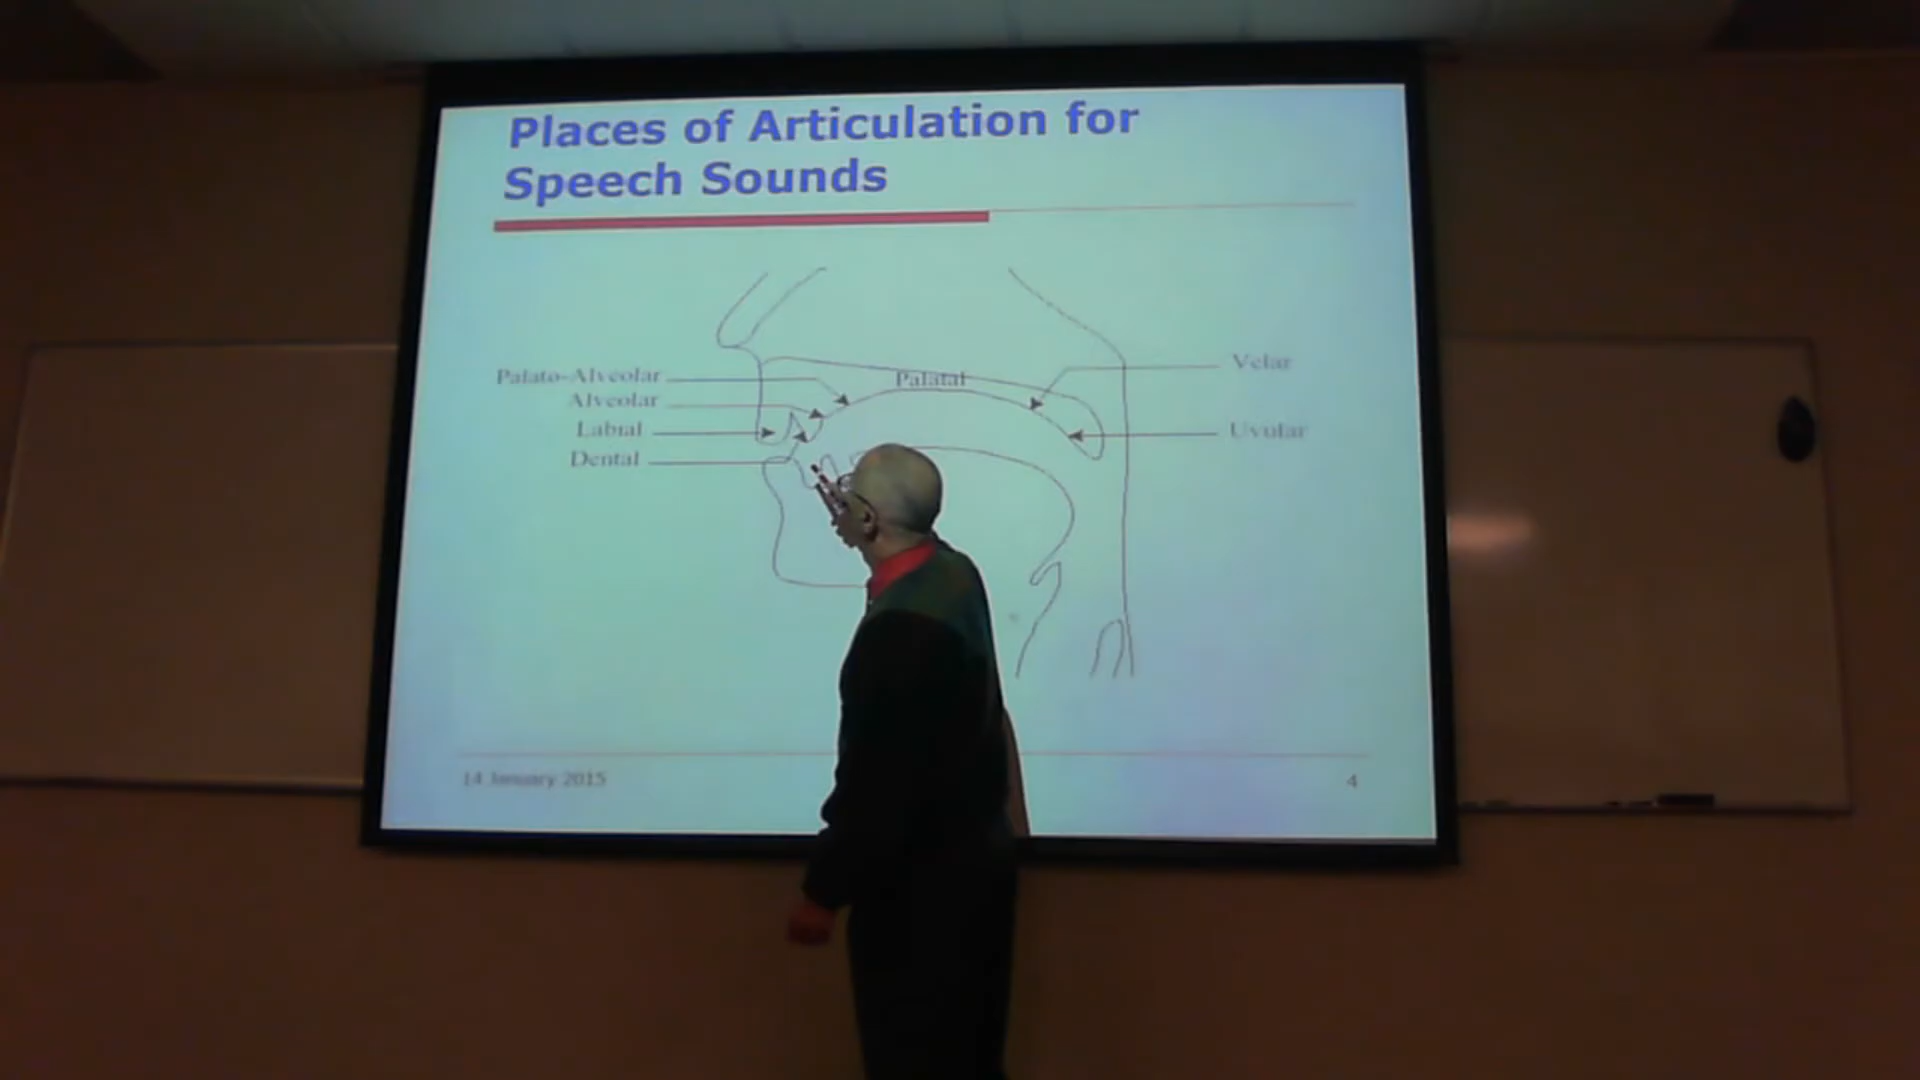 Places of Articulation for
Speech Sounds
Palato-Alveolar
Palatal
Velar
Alveolar
Labial
Uvular
Dental
14 January 2015
4